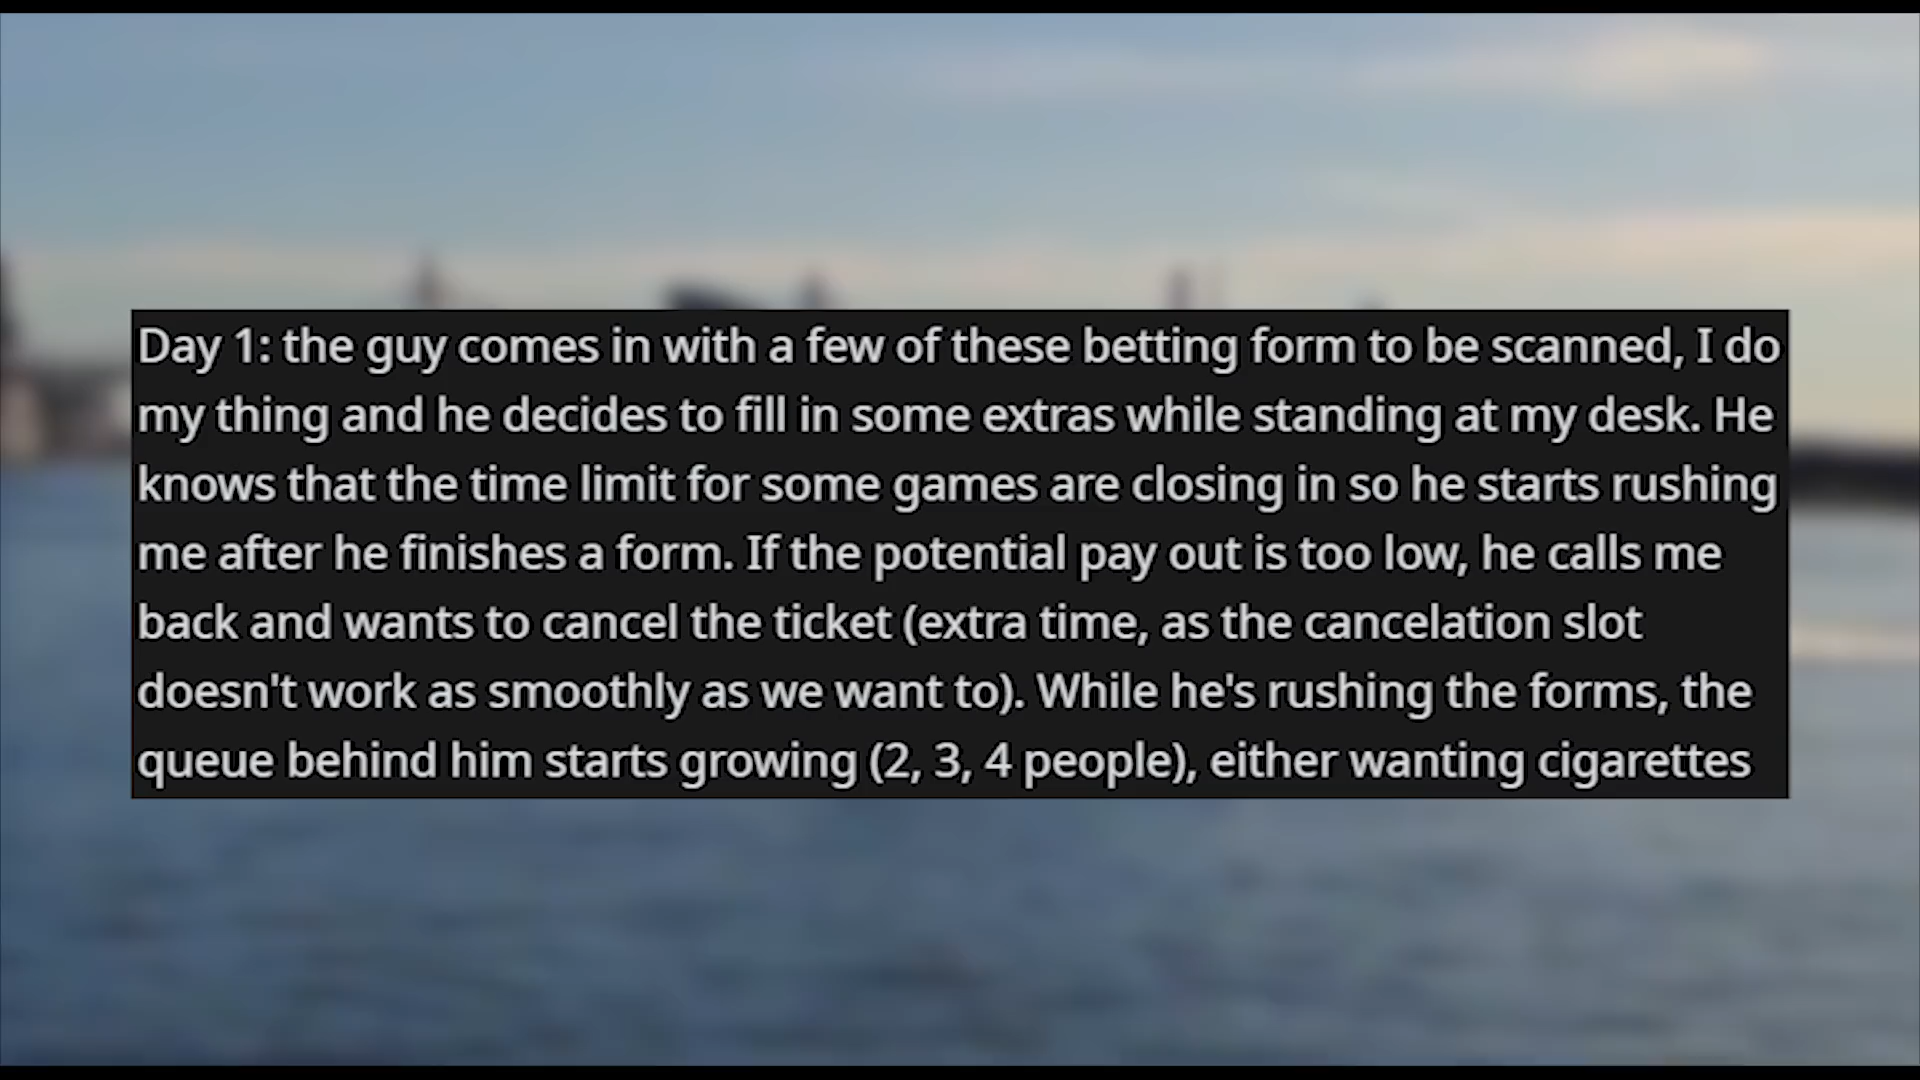 Day 1: the guy comes in with a few of these betting form to be scanned, I do
my thing and he decides to fill in some extras while standing at my desk. He
knows that the time limit for some games are closing in so he starts rushing
me after he finishes a form. If the potential pay out is too low, he calls me
back and wants to cancel the ticket (extra time, as the cancelation slot
doesn't work as smoothly as we want to). While he's rushing the forms, the
queue behind him starts growing (2, 3, 4 people), either wanting cigarettes